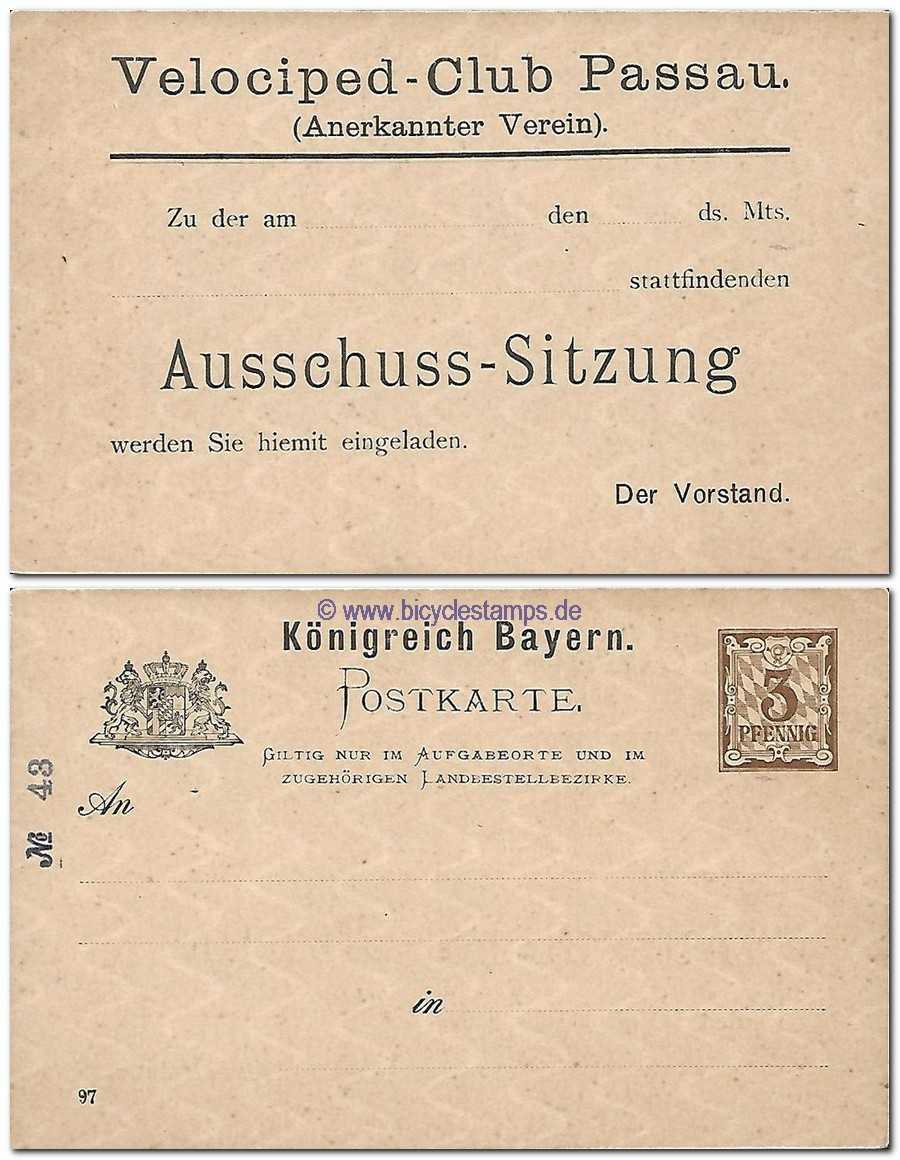 Velociped-Club Passau.
(Anerkannter Verein).
Zu der am den ds. Mts.
stattfindenden
Ausschuss-Sitzung
werden Sie hiemit eingeladen.
Der Vorstand.
© www.bicyclestamps.de
Königreich Bayern.
POSTKARTE.
GILTIG NUR IM AUFGABEORTE UND IM
ZUGEHÖRIGEN LANDBESTELLBEZIRKE.
3
PFENNIG
№ 43
An
in
97